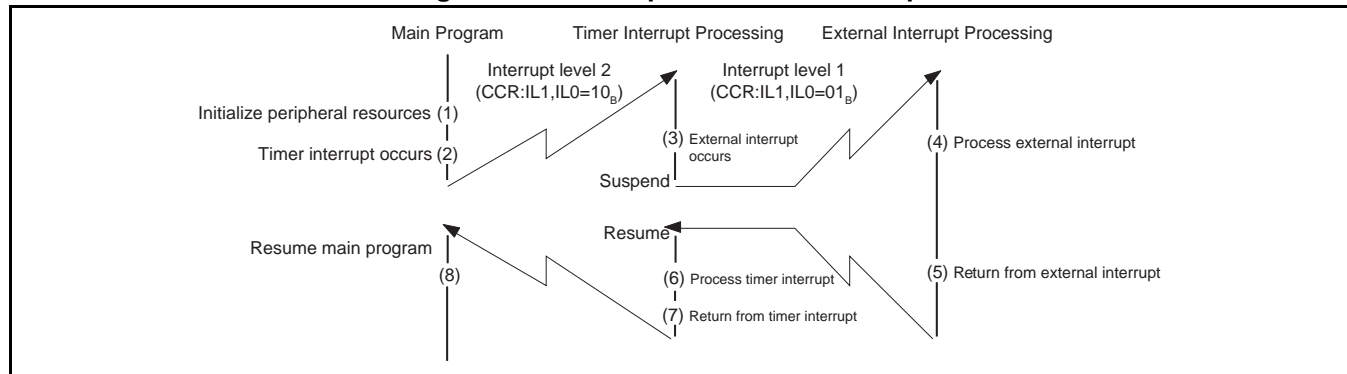 Main Program
Timer Interrupt Processing
External Interrupt Processing
Interrupt level 2
(CCR:IL1,IL0=10B)
Interrupt level 1
(CCR:IL1,IL0=01B)
Initialize peripheral resources (1)
Timer interrupt occurs (2)
(3) External interrupt
occurs
Suspend
(4) Process external interrupt
Resume main program
(8)
Resume
(6) Process timer interrupt
(7) Return from timer interrupt
(5) Return from external interrupt